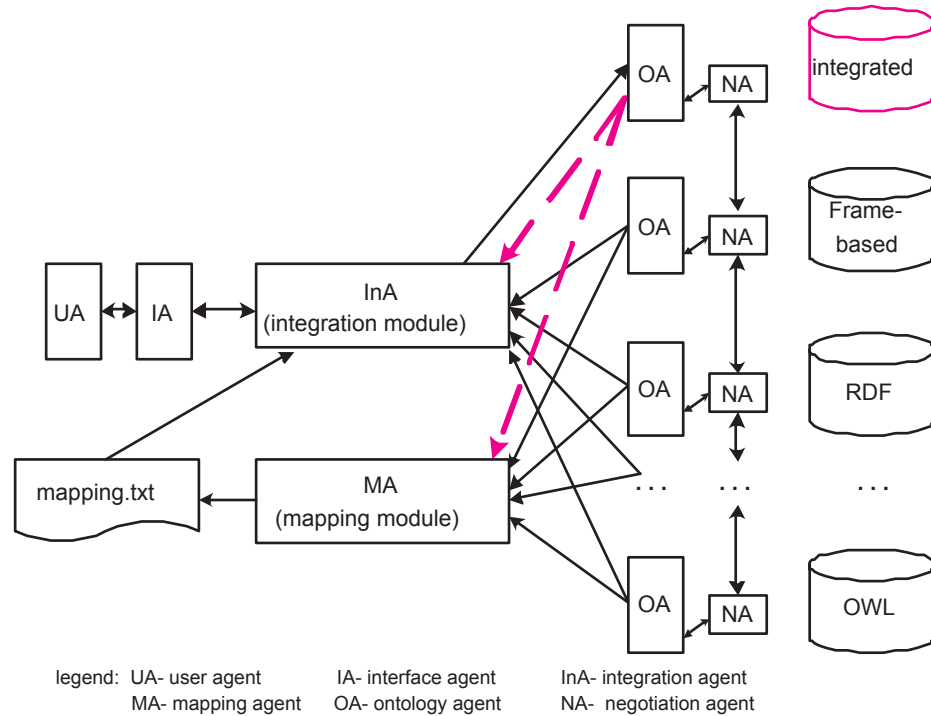 OA
NA
integrated
OA
NA
Frame-
based
UA
IA
InA
(integration module)
OA
NA
RDF
mapping.txt
MA
(mapping module)
... ... ...
OA
NA
OWL
legend: UA- user agent IA- interface agent InA- integration agent
MA- mapping agent OA- ontology agent NA- negotiation agent